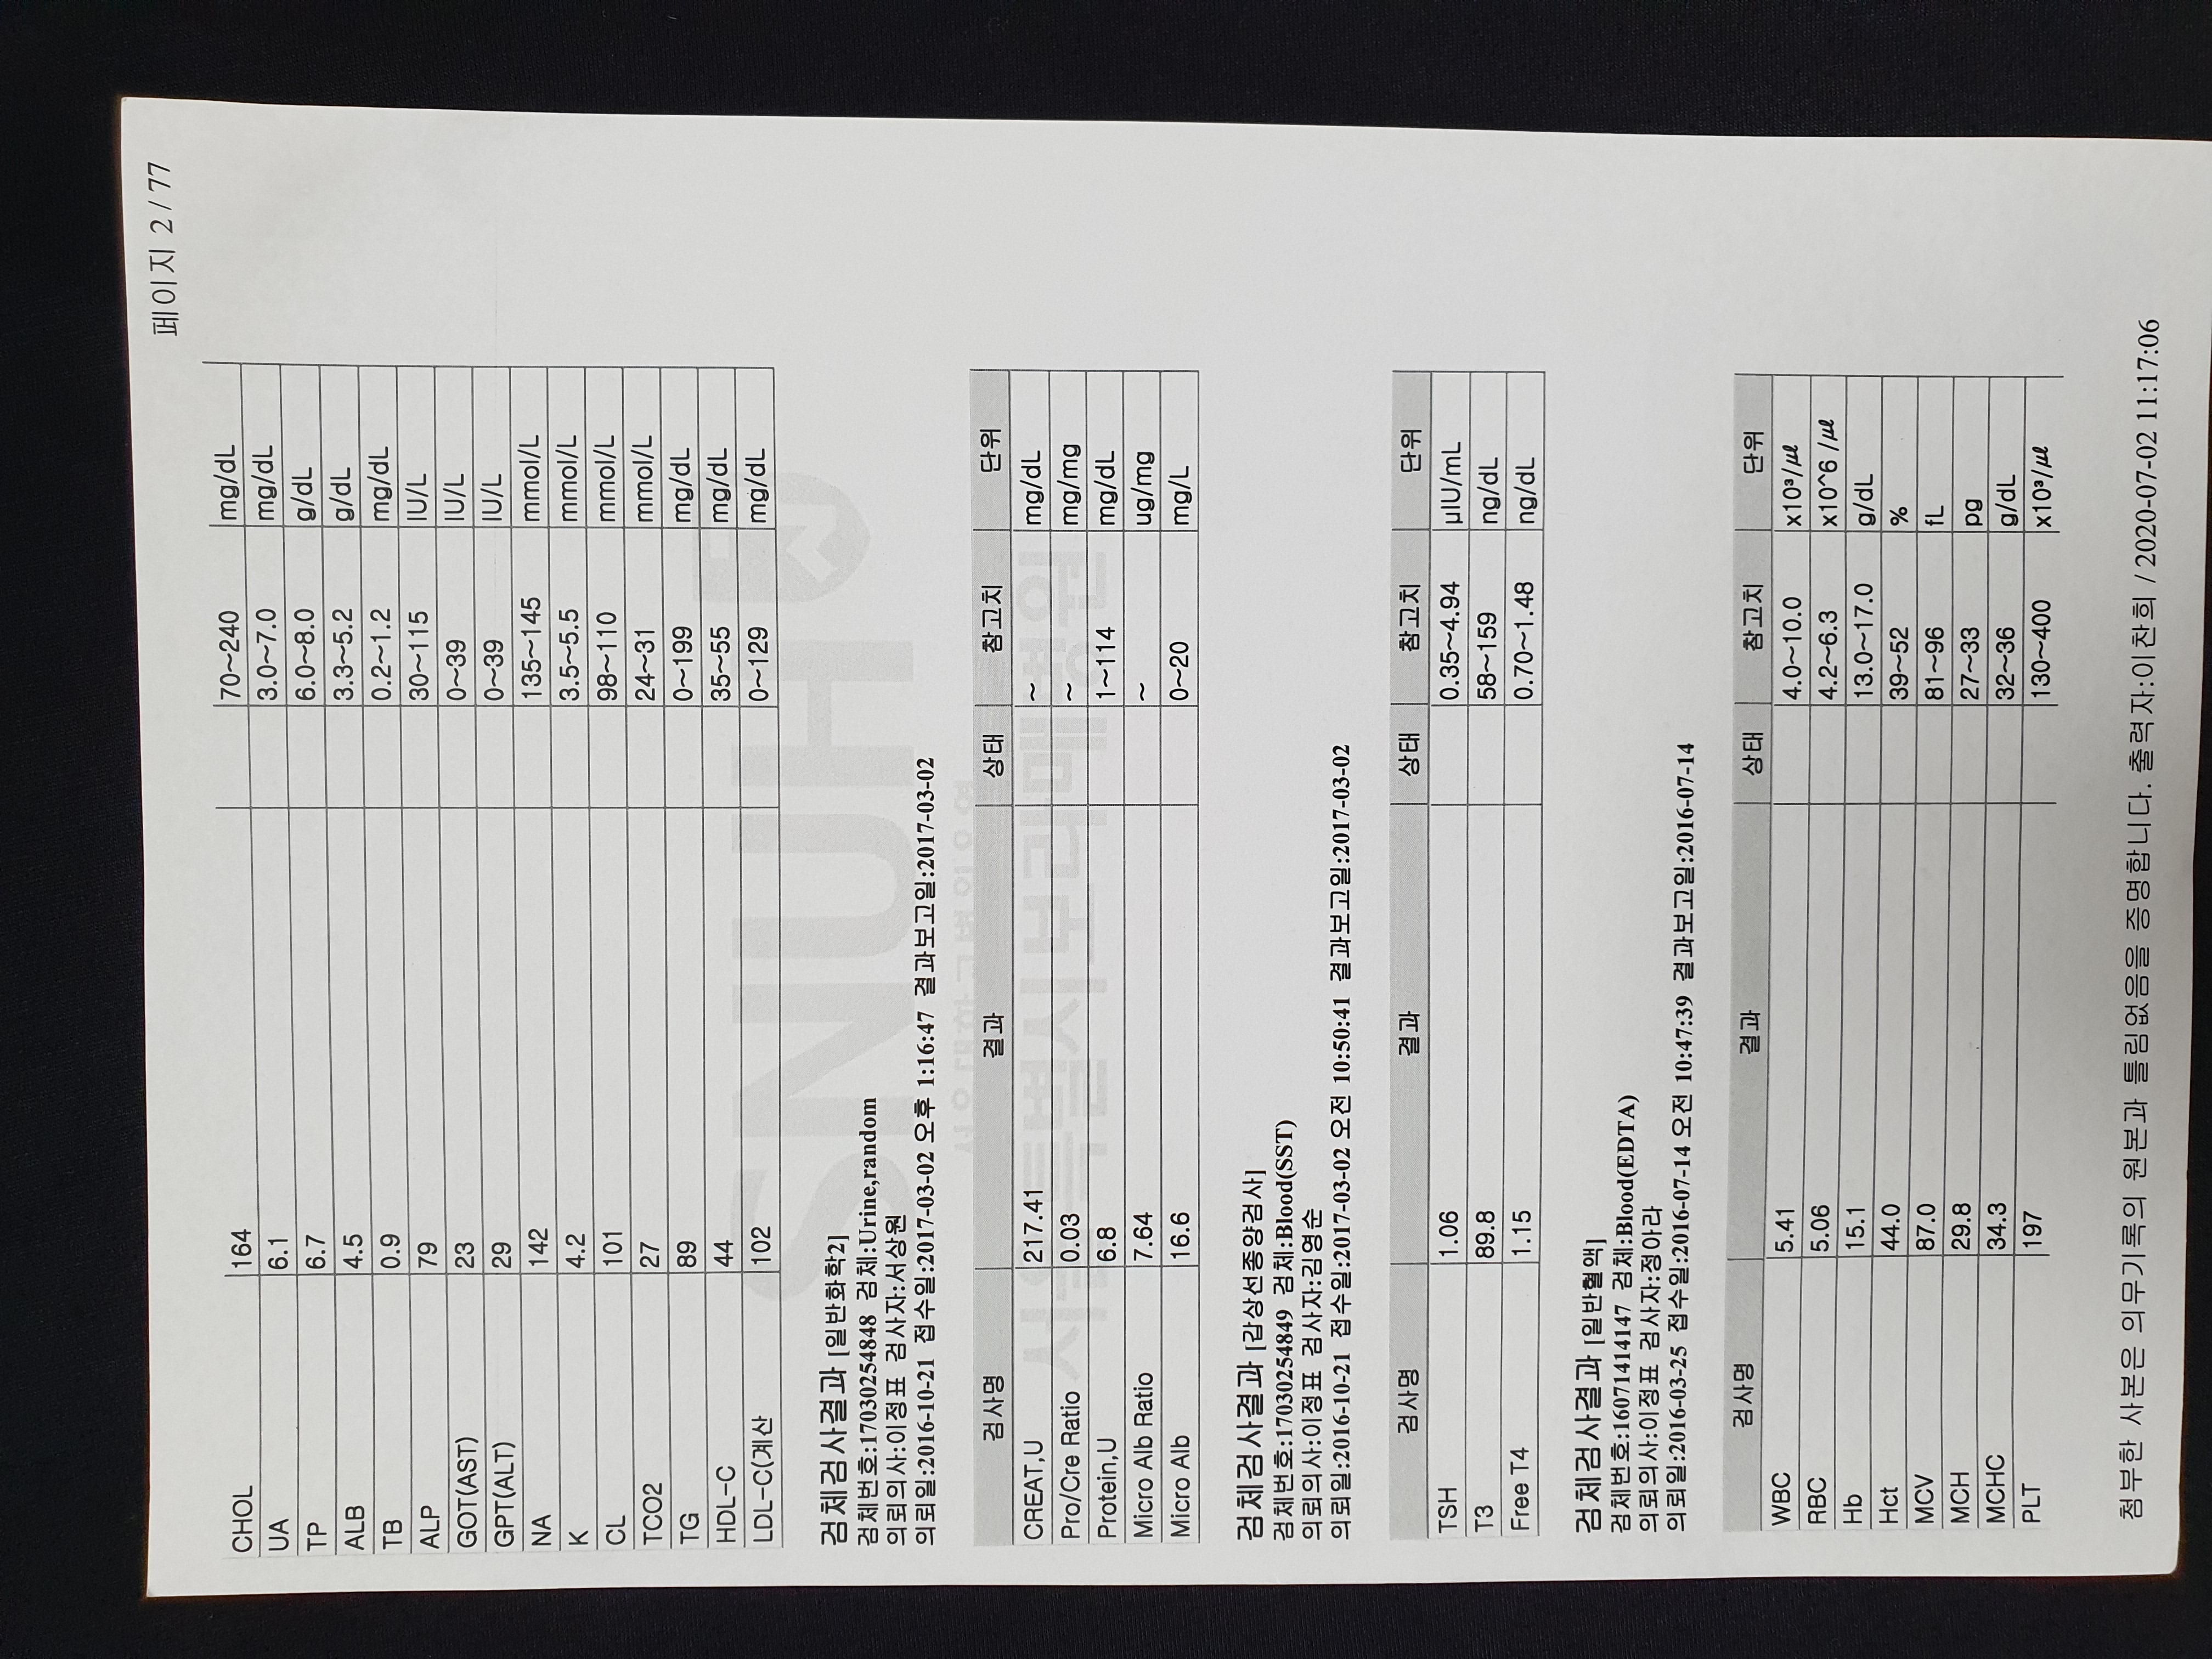 페이지 2 / 77
CHOL 164 70~240 mg/dL
UA 6.1 3.0~7.0 mg/dL
TP 6.7 6.0~8.0 g/dL
ALB 4.5 3.3~5.2 g/dL
TB 0.9 0.2~1.2 mg/dL
ALP 79 30~115 IU/L
GOT(AST) 23 0~39 IU/L
GPT(ALT) 29 0~39 IU/L
NA 142 135~145 mmol/L
K 4.2 3.5~5.5 mmol/L
CL 101 98~110 mmol/L
TCO2 27 24~31 mmol/L
TG 89 0~199 mg/dL
HDL-C 44 35~55 mg/dL
LDL-C(계산 102 0~129 mg/dL
SNUH
검체검사결과 [일반화학2]
검체번호:17030254848 검체:Urine,random
의뢰의사:이정표 검사자:서상원
의뢰일:2016-10-21 접수일:2017-03-02 오후 1:16:47 결과보고일:2017-03-02
서울대학교병원운영
서울특별시보라매병원
검사명 결과 상태 참고치 단위
CREAT,U 217.41 ~ mg/dL
Pro/Cre Ratio 0.03 ~ mg/mg
Protein,U 6.8 1~114 mg/dL
Micro Alb Ratio 7.64 ~ ug/mg
Micro Alb 16.6 0~20 mg/L
검체검사결과 [갑상선종양검사]
검체번호:17030254849 검체:Blood(SST)
의뢰의사:이정표 검사자:김영순
의뢰일:2016-10-21 접수일:2017-03-02 오전 10:50:41 결과보고일:2017-03-02
검사명 결과 상태 참고치 단위
TSH 1.06 0.35~4.94 µIU/mL
T3 89.8 58~159 ng/dL
Free T4 1.15 0.70~1.48 ng/dL
검체검사결과 [일반혈액]
검체번호:16071414147 검체:Blood(EDTA)
의뢰의사:이정표 검사자:정아라
의뢰일:2016-03-25 접수일:2016-07-14 오전 10:47:39 결과보고일:2016-07-14
검사명 결과 상태 참고치 단위
WBC 5.41 4.0~10.0 x10³/㎕
RBC 5.06 4.2~6.3 x10^6 /㎕
Hb 15.1 13.0~17.0 g/dL
Hct 44.0 39~52 %
MCV 87.0 81~96 fL
MCH 29.8 27~33 pg
MCHC 34.3 32~36 g/dL
PLT 197 130~400 x10³/㎕
첨부한 사본은 의무기록의 원본과 틀림없음을 증명합니다. 출력자:이찬희 / 2020-07-02 11:17:06